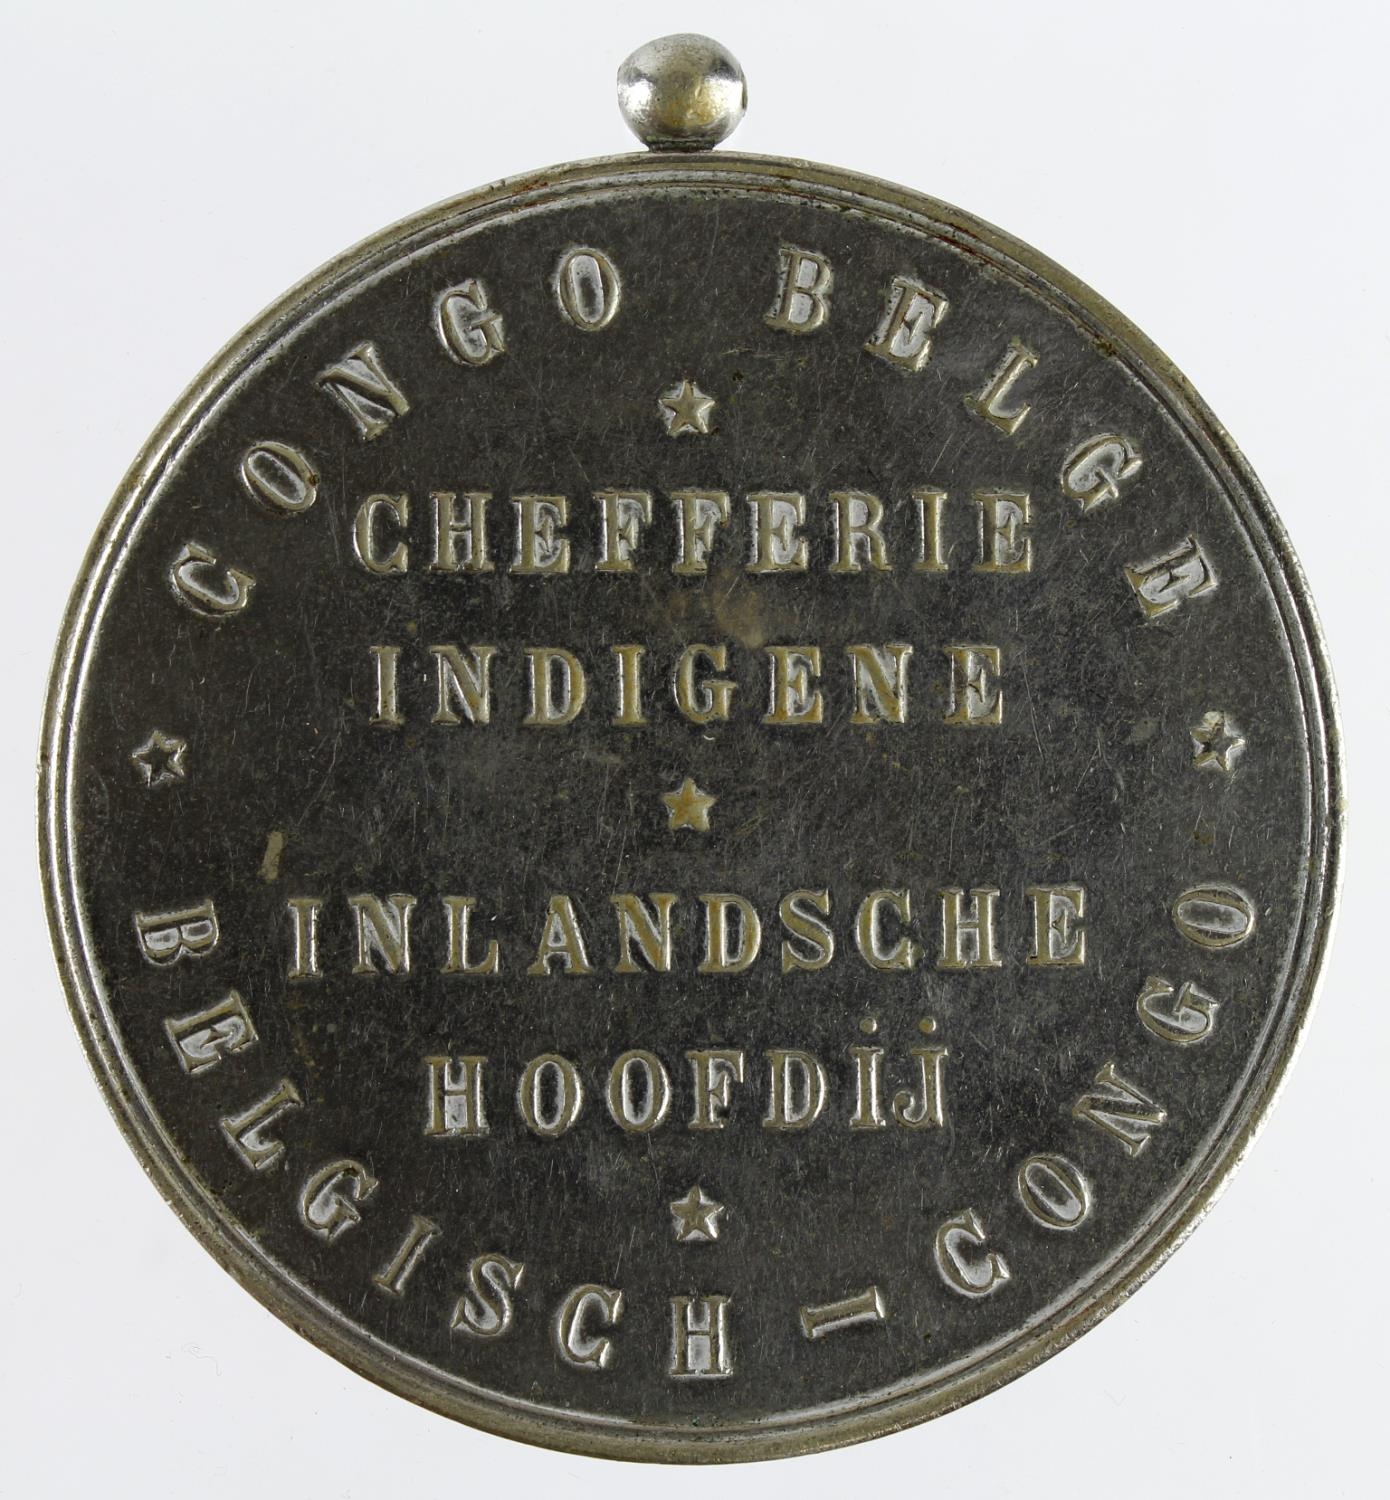 CONGO BELGE
CHEFFERIE
INDIGENE
INLANDSCHE
HOOFDij
BELGISCH-CONGO